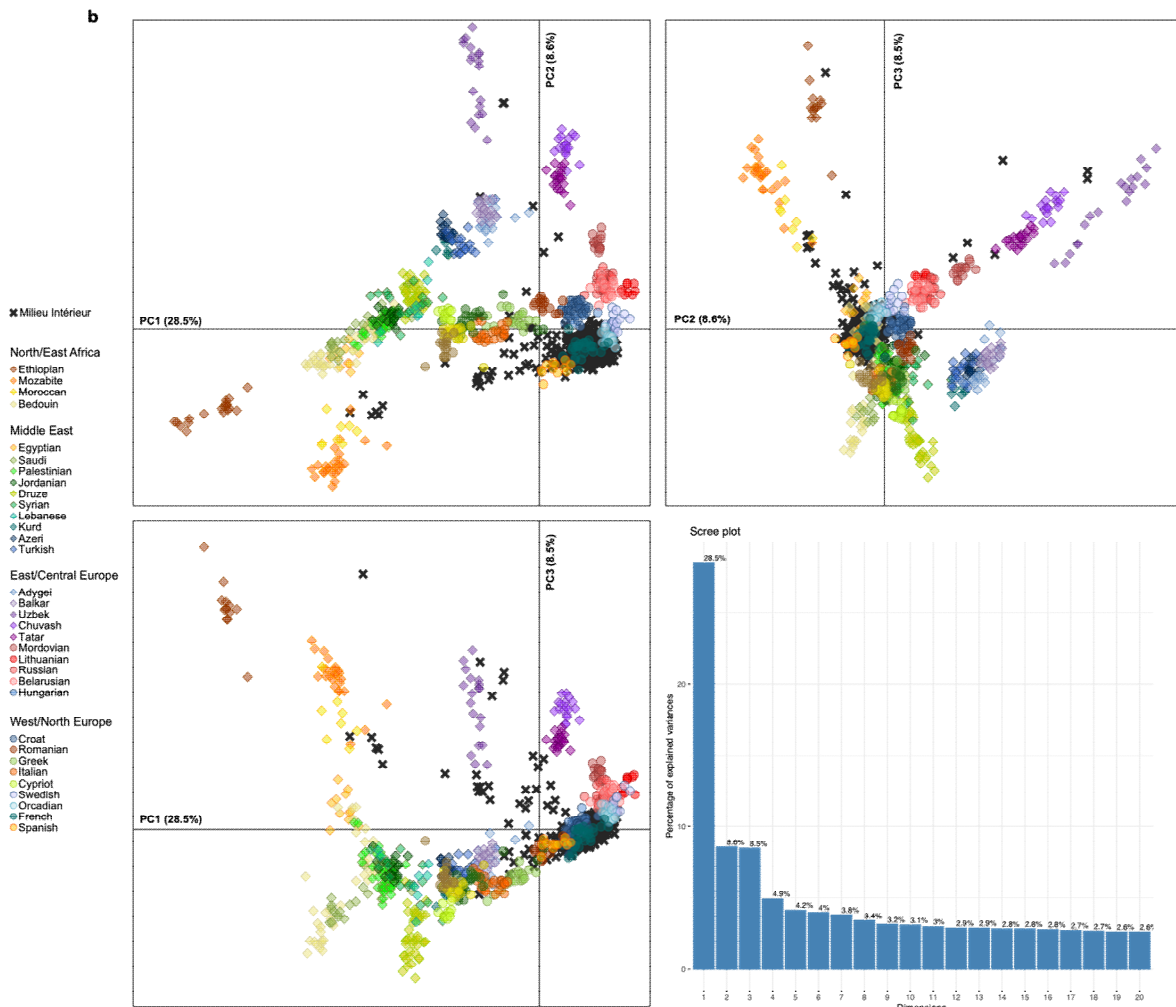 b
PC2 (8.6%)
PC1 (28.5%)
PC3 (8.5%)
PC2 (8.6%)
Milieu Intérieur
North/East Africa
Ethiopian
Mozabite
Moroccan
Bedouin
Middle East
Egyptian
Saudi
Palestinian
Jordanian
Druze
Syrian
Lebanese
Kurd
Azeri
Turkish
East/Central Europe
Adygei
Balkar
Uzbek
Chuvash
Tatar
Mordovian
Lithuanian
Russian
Belarusian
Hungarian
West/North Europe
Croat
Romanian
Greek
Italian
Cypriot
Swedish
Orcadian
French
Spanish
PC3 (8.5%)
PC1 (28.5%)
Scree plot
Percentage of explained variances
20
10
0
28.5%
8.6%
8.5%
4.9%
4.2%
4%
3.8%
3.4%
3.2%
3.1%
3%
2.9%
2.9%
2.8%
2.8%
2.8%
2.7%
2.7%
2.6%
2.6%
1 2 3 4 5 6 7 8 9 10 11 12 13 14 15 16 17 18 19 20